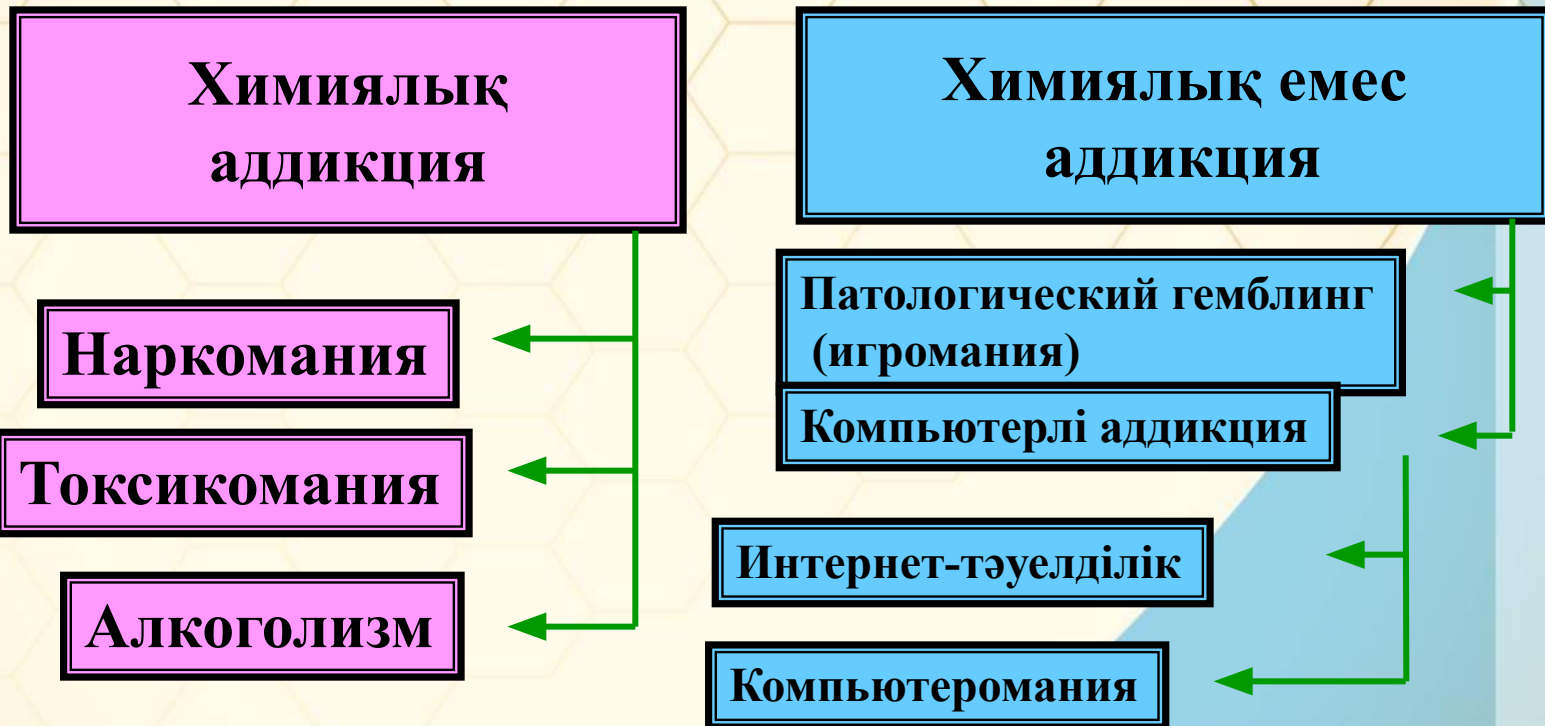 Химиялық
аддикция
Наркомания
Токсикомания
Алкоголизм
Химиялық емес
аддикция
Патологический гемблинг
(игромания)
Компьютерлі аддикция
Интернет-тәуелділік
Компьютеромания